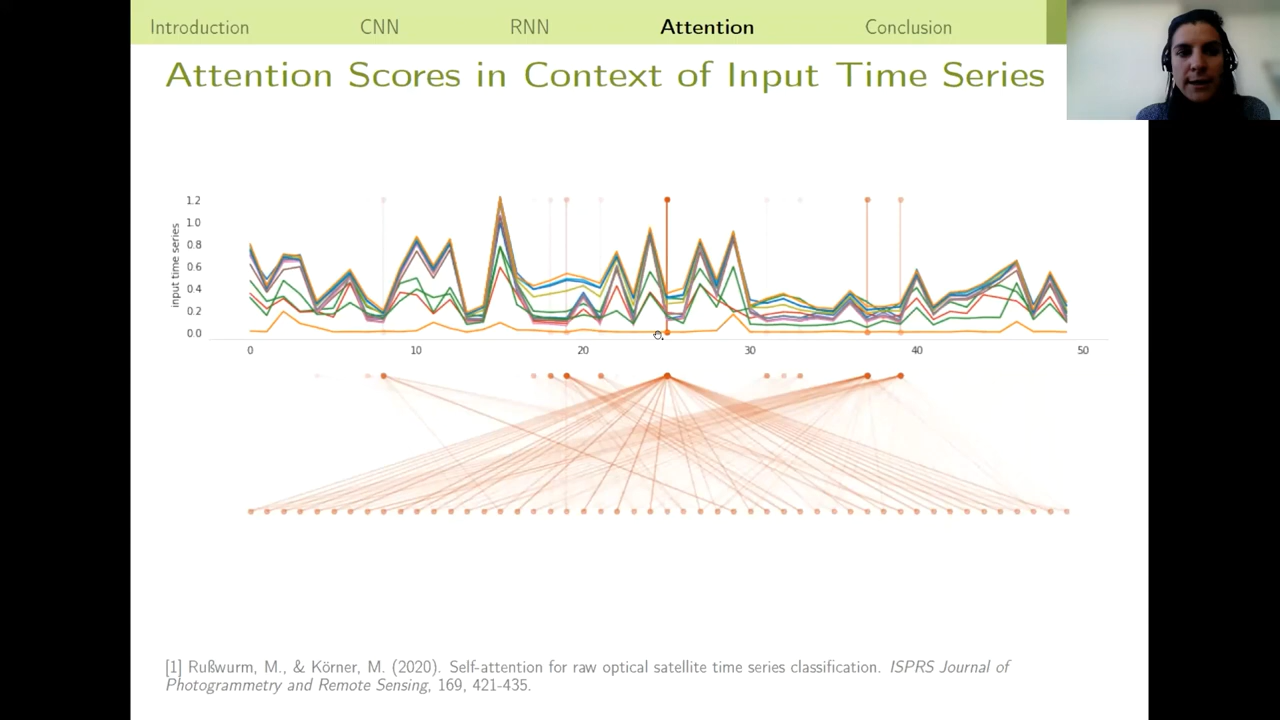 Introduction CNN RNN Attention Conclusion
Attention Scores in Context of Input Time Series
input time series
1.2
1.0
0.8
0.6
0.4
0.2
0.0
0 10 20 30 40 50
[1] Rußwurm, M., & Körner, M. (2020). Self-attention for raw optical satellite time series classification. ISPRS Journal of
Photogrammetry and Remote Sensing, 169, 421-435.